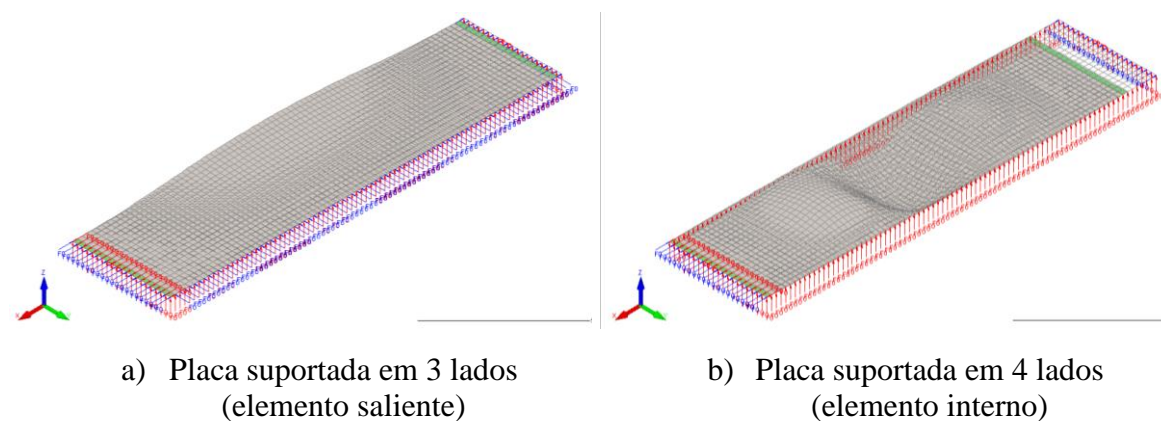 a) Placa suportada em 3 lados
(elemento saliente)
b) Placa suportada em 4 lados
(elemento interno)